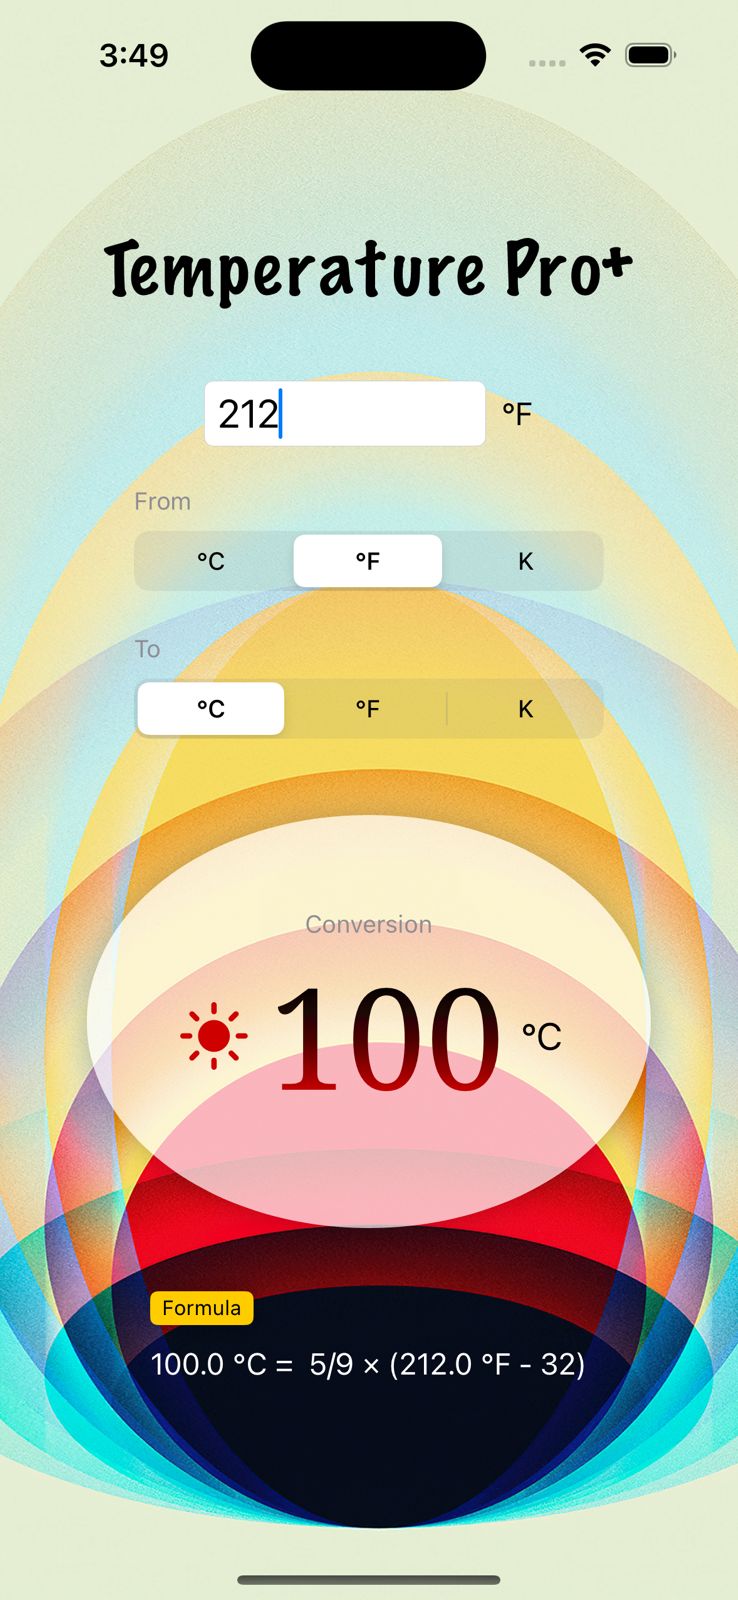 3:49
Temperature Pro+
212 °F
From
°C °F K
To
°C °F K
Conversion
100 °C
Formula
100.0 °C = 5/9 × (212.0 °F - 32)